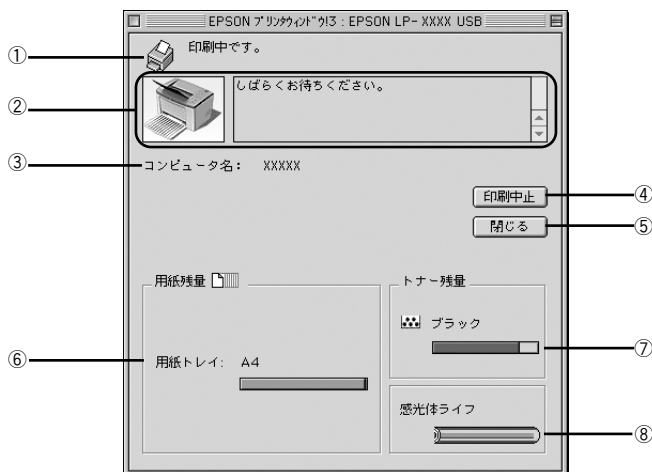 EPSON プリンタウィンドウ!3 : EPSON LP-XXXX USB
① 印刷中です。
② しばらくお待ちください。
③ コンピュータ名： XXXXX
印刷中止 ④
閉じる ⑤
用紙残量
トナー残量
ブラック
⑦
⑥ 用紙トレイ: A4
感光体ライフ
⑧